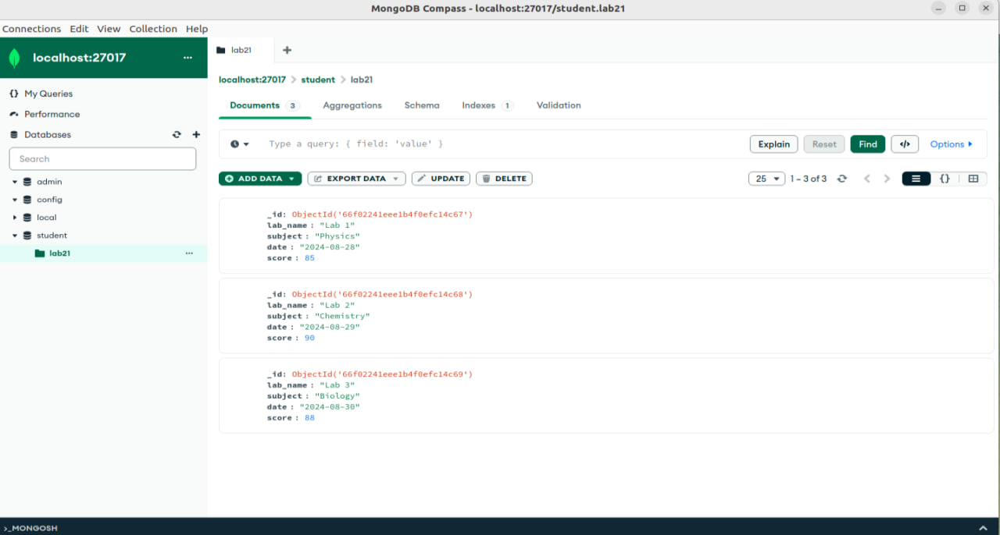 MongoDB Compass - localhost:27017/student.lab21
Connections Edit View Collection Help
localhost:27017 ...
lab21
localhost:27017 > student > lab21
{} My Queries
Performance
Databases
Search
admin
config
local
student
lab21 ...
Documents 3 Aggregations Schema Indexes 1 Validation
Type a query: { field: 'value' }
Explain Reset Find </> Options
ADD DATA EXPORT DATA UPDATE DELETE
25 1 – 3 of 3 {}
_id: ObjectId('66f02241eee1b4f0efc14c67')
lab_name : "Lab 1"
subject : "Physics"
date : "2024-08-28"
score : 85
_id: ObjectId('66f02241eee1b4f0efc14c68')
lab_name : "Lab 2"
subject : "Chemistry"
date : "2024-08-29"
score : 90
_id: ObjectId('66f02241eee1b4f0efc14c69')
lab_name : "Lab 3"
subject : "Biology"
date : "2024-08-30"
score : 88
>_MONGOSH